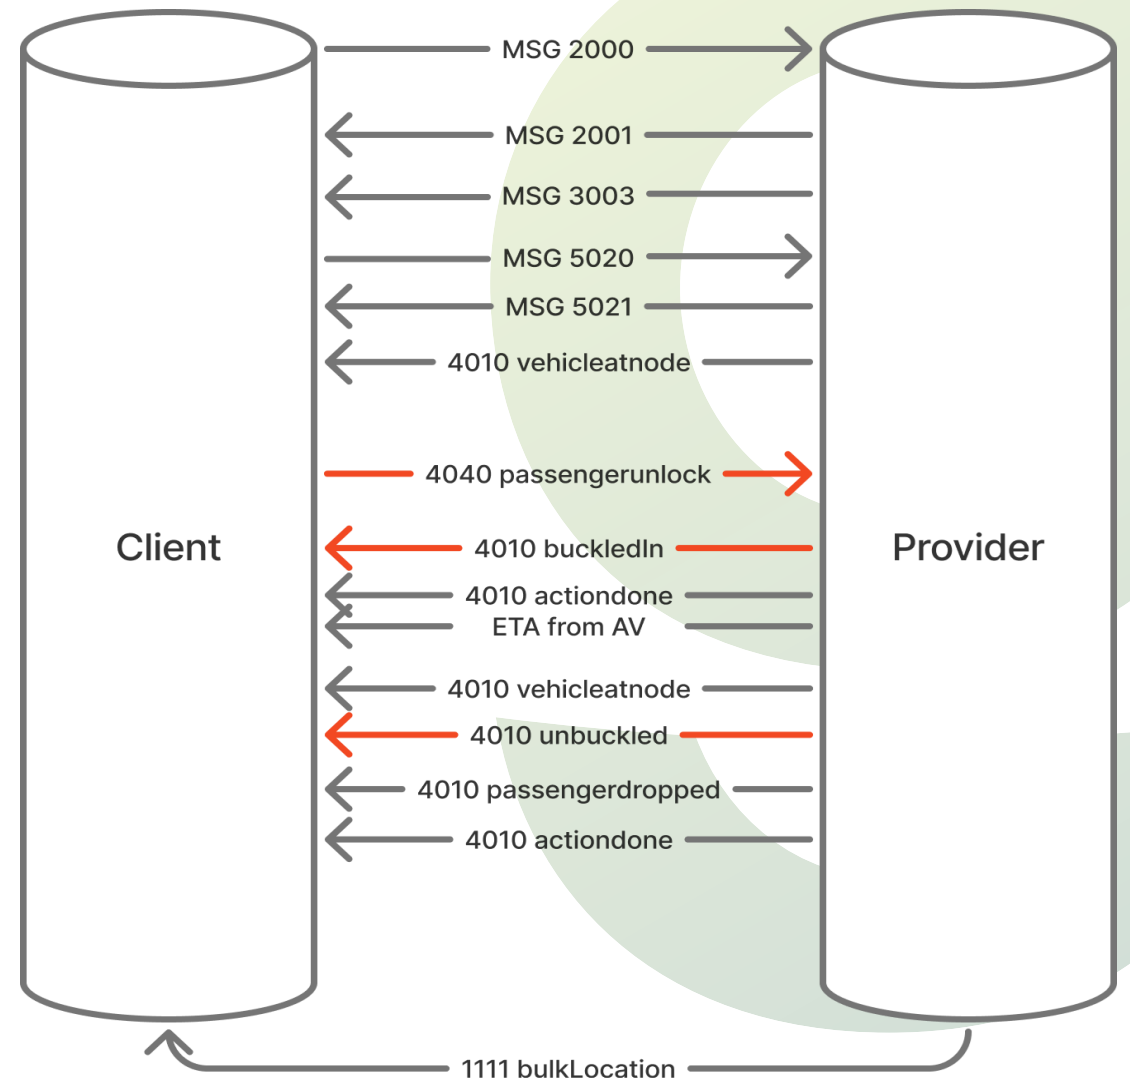 MSG 2000
MSG 2001
MSG 3003
MSG 5020
MSG 5021
4010 vehicleatnode
4040 passengerunlock
Client
4010 buckledIn
Provider
4010 actiondone
ETA from AV
4010 vehicleatnode
4010 unbuckled
4010 passengerdropped
4010 actiondone
1111 bulkLocation